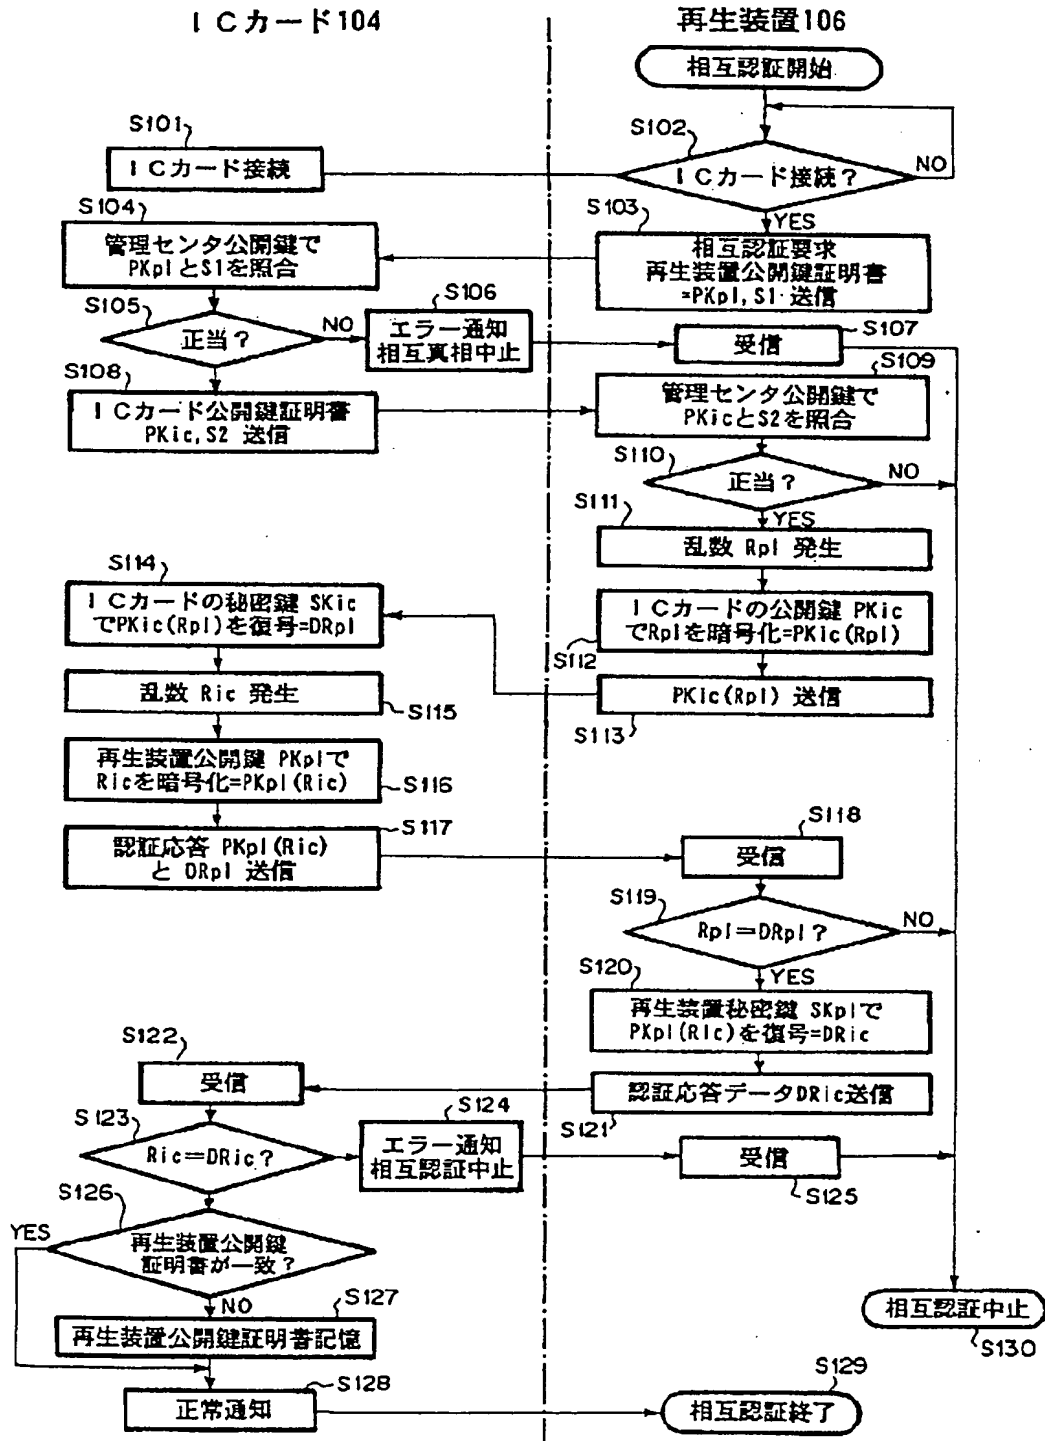 ICカード104
再生装置106
相互認証開始
S101
ICカード接続
S102
ICカード接続?
NO
YES
S103
相互認証要求
再生装置公開鍵証明書
=PKpl,S1 送信
S104
管理センタ公開鍵で
PKplとS1を照合
S105
正当?
NO
S106
エラー通知
相互真相中止
S107
受信
S108
ICカード公開鍵証明書
PKic,S2 送信
S109
管理センタ公開鍵で
PKicとS2を照合
S110
正当?
NO
YES
S111
乱数 Rpl 発生
ICカードの公開鍵 PKic
でRplを暗号化=PKic(Rpl)
S112
PKic(Rpl) 送信
S113
S114
ICカードの秘密鍵 SKic
でPKic(Rpl)を復号=DRpl
乱数 Ric 発生
S115
再生装置公開鍵 PKplで
Ricを暗号化=PKpl(Ric)
S116
S117
認証応答 PKpl(Ric)
と DRpl 送信
S118
受信
S119
Rpl=DRpl?
NO
YES
S120
再生装置秘密鍵 SKplで
PKpl(Ric)を復号=DRic
認証応答データDRic送信
S121
S122
受信
S123
Ric=DRic?
S124
エラー通知
相互認証中止
受信
S125
S126
YES
再生装置公開鍵
証明書が一致?
NO
S127
再生装置公開鍵証明書記憶
S128
正常通知
S129
相互認証終了
相互認証中止
S130